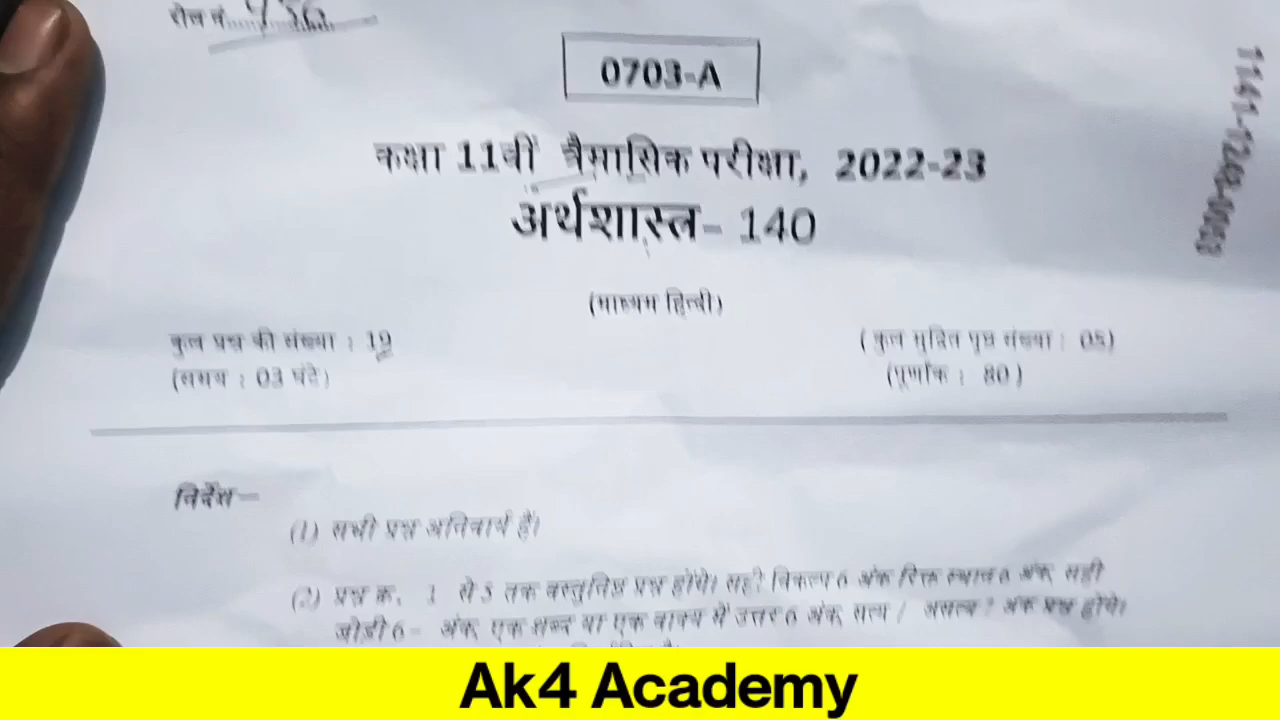 रोल नं.
0703-A
कक्षा 11वीं त्रैमासिक परीक्षा, 2022-23
अर्थशास्त्र- 140
(माध्यम हिन्दी)
कुल प्रश्न की संख्या : 19
(कुल मुद्रित पृष्ठ संख्या : 05)
(समय : 03 घंटे)
(पूर्णांक : 80)
निर्देश—
(1) सभी प्रश्न अनिवार्य हैं।
(2) प्रश्न क्र. 1 से 5 तक वस्तुनिष्ठ प्रश्न होंगे। सही विकल्प 6 अंक रिक्त स्थान 6 अंक सही
जोड़ी 6 - अंक, एक शब्द या एक वाक्य में उत्तर 6 अंक, सत्य / असत्य 7 अंक प्रश्न होंगे।
Ak4 Academy